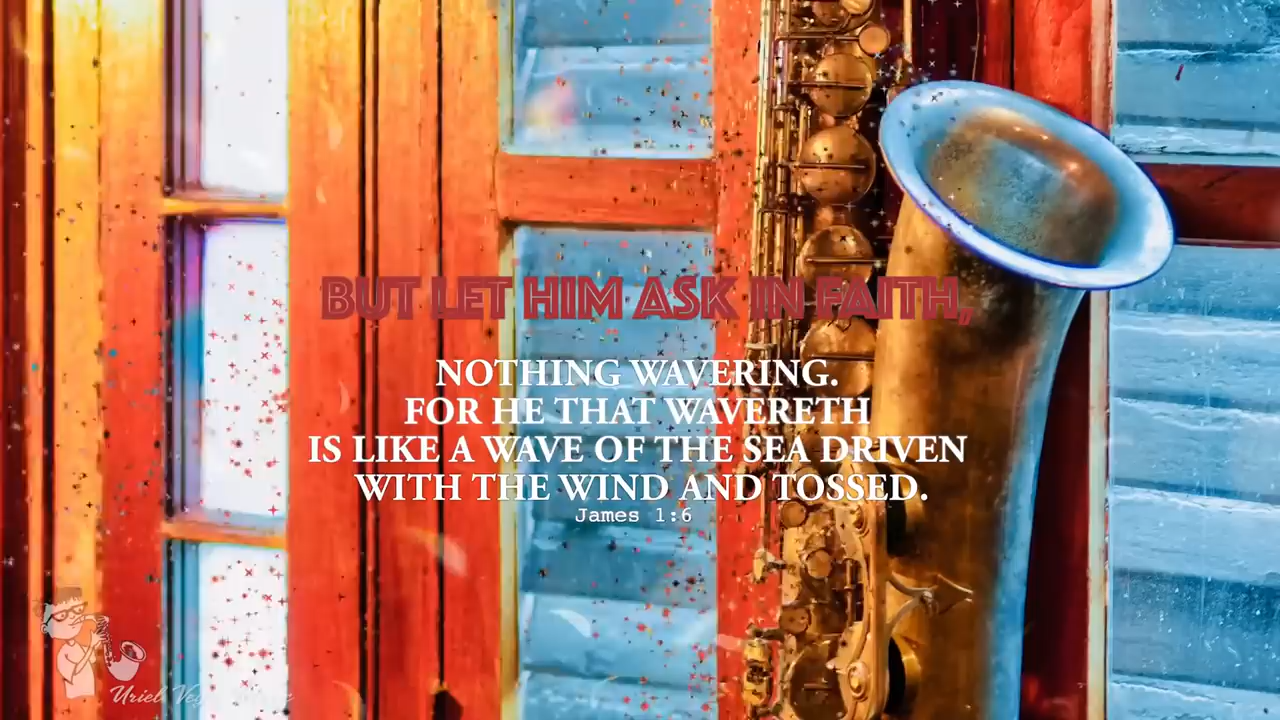 BUT LET HIM ASK IN FAITH,
NOTHING WAVERING.
FOR HE THAT WAVERETH
IS LIKE A WAVE OF THE SEA DRIVEN
WITH THE WIND AND TOSSED.
James 1:6
Uriel